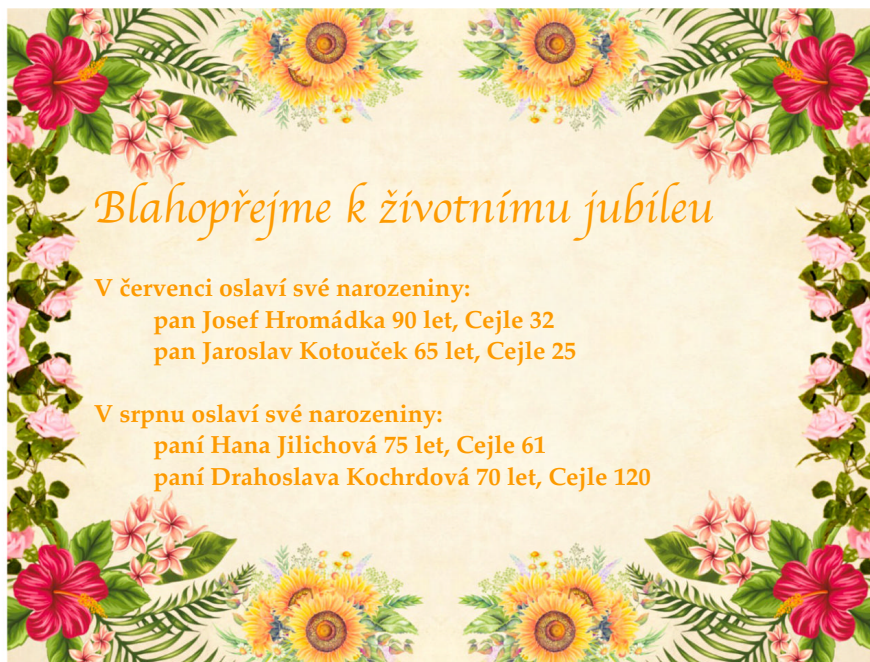 Blahopřejme k životnímu jubileu
V červenci oslaví své narozeniny:
pan Josef Hromádka 90 let, Cejle 32
pan Jaroslav Kotouček 65 let, Cejle 25
V srpnu oslaví své narozeniny:
paní Hana Jilichová 75 let, Cejle 61
paní Drahoslava Kochrdová 70 let, Cejle 120